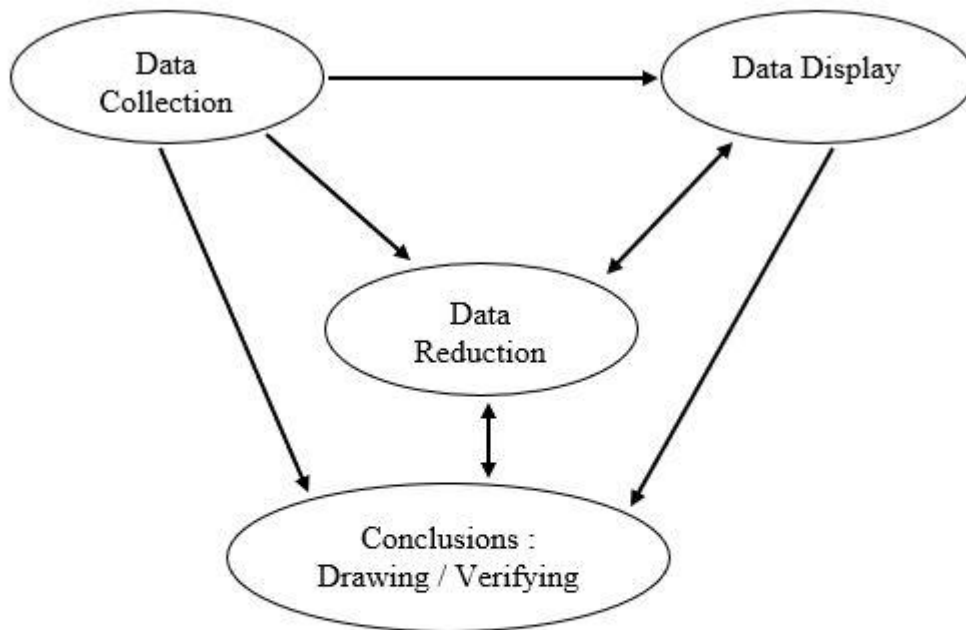 Data
Collection
Data Display
Data
Reduction
Conclusions :
Drawing / Verifying